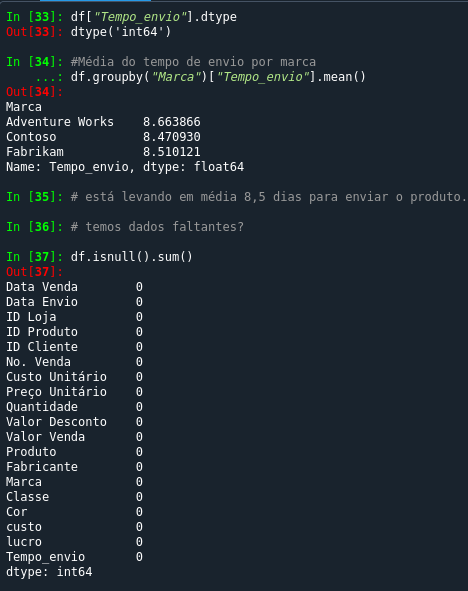 In [33]: df["Tempo_envio"].dtype
Out[33]: dtype('int64')
In [34]: #Média do tempo de envio por marca
...: df.groupby("Marca")["Tempo_envio"].mean()
Out[34]:
Marca
Adventure Works    8.663866
Contoso            8.470930
Fabrikam           8.510121
Name: Tempo_envio, dtype: float64
In [35]: # está levando em média 8,5 dias para enviar o produto.
In [36]: # temos dados faltantes?
In [37]: df.isnull().sum()
Out[37]:
Data Venda        0
Data Envio        0
ID Loja           0
ID Produto        0
ID Cliente        0
No. Venda         0
Custo Unitário    0
Preço Unitário    0
Quantidade        0
Valor Desconto    0
Valor Venda       0
Produto           0
Fabricante        0
Marca             0
Classe            0
Cor               0
custo             0
lucro             0
Tempo_envio       0
dtype: int64